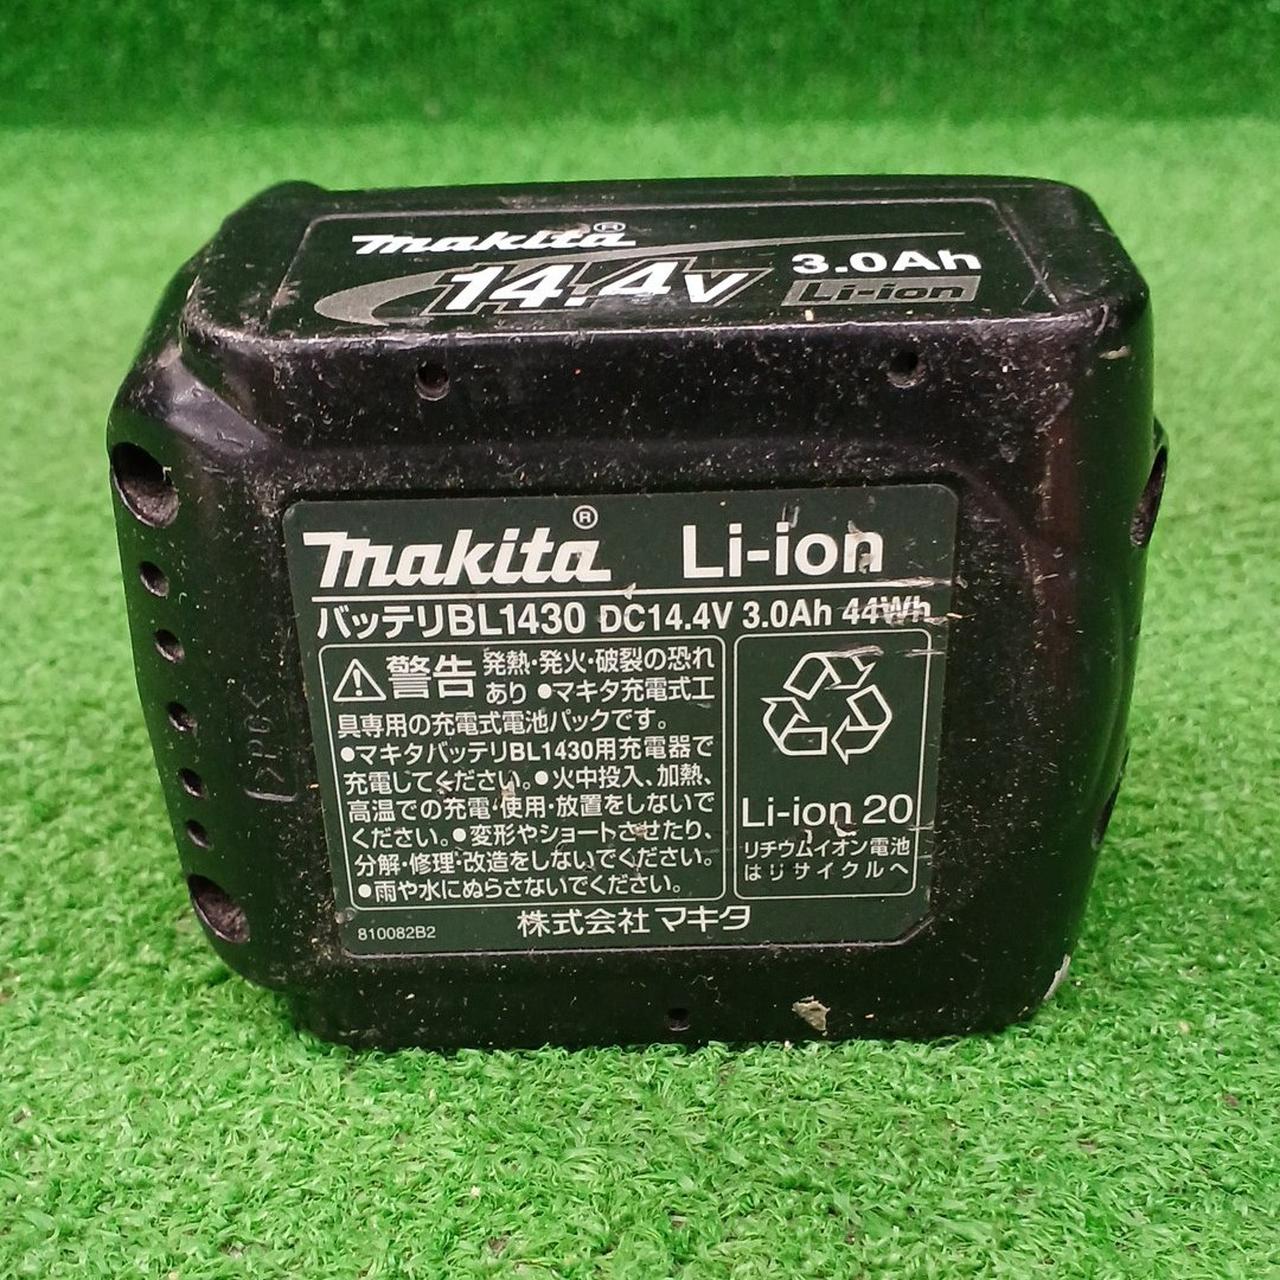 makita®
14.4V 3.0Ah
Li-ion
makita® Li-ion
バッテリBL1430 DC14.4V 3.0Ah 44Wh
警告 発熱・発火・破裂の恐れ
あり ●マキタ充電式工
具専用の充電式電池パックです。
●マキタバッテリBL1430用充電器で
充電してください。●火中投入、加熱、
高温での充電・使用・放置をしないで
ください。●変形やショートさせたり、
分解・修理・改造をしないでください。
●雨や水にぬらさないでください。
Li-ion 20
リチウムイオン電池
はリサイクルへ
810082B2
株式会社 マキタ
>PC<